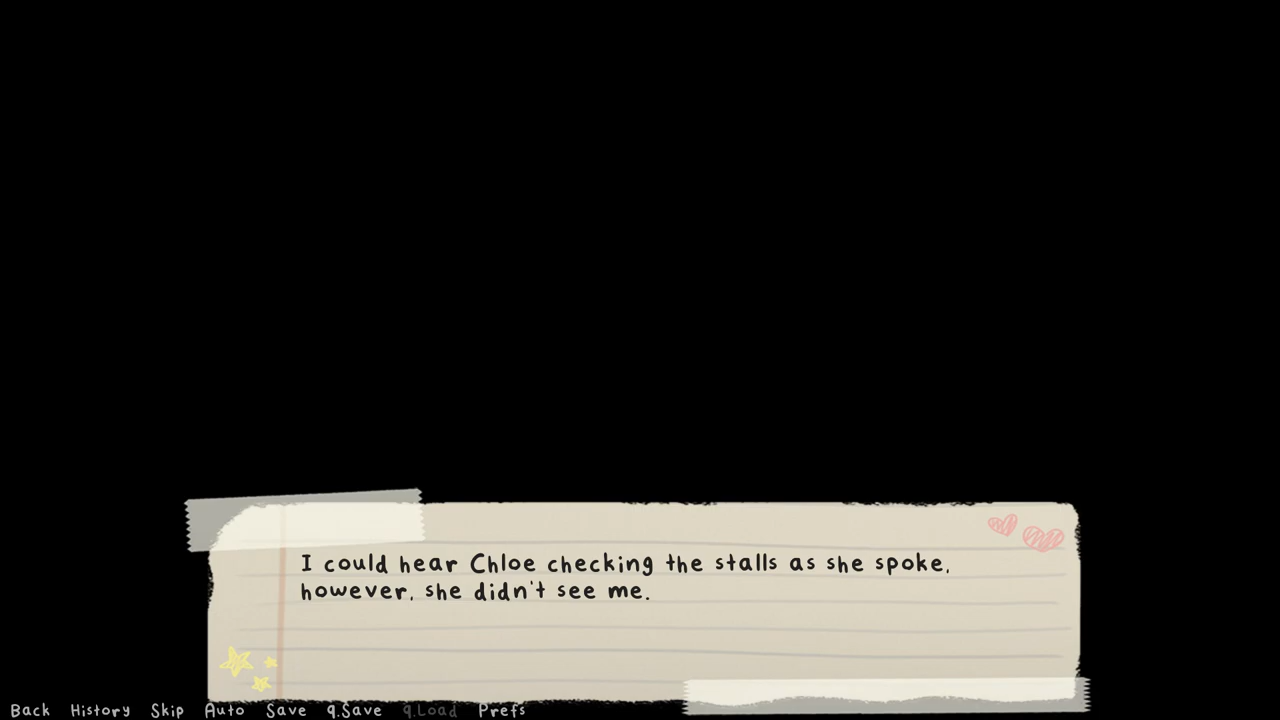 I could hear Chloe checking the stalls as she spoke,
however, she didn't see me.
Back History Skip Auto Save q.Save q.Load Prefs